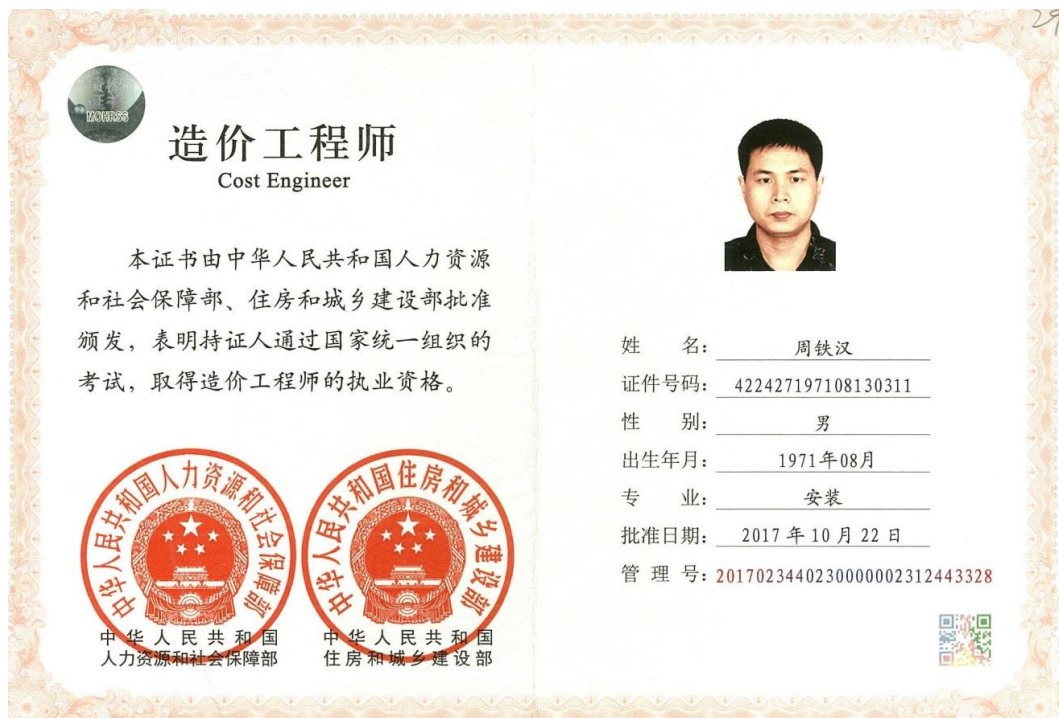 29
MOHRSS
造价工程师
Cost Engineer
本证书由中华人民共和国人力资源
和社会保障部、住房和城乡建设部批准
颁发，表明持证人通过国家统一组织的
考试，取得造价工程师的执业资格。
中华人民共和国人力资源和社会保障部
中华人民共和国
人力资源和社会保障部
中华人民共和国住房和城乡建设部
中华人民共和国
住房和城乡建设部
姓 名：周铁汉
证件号码：422427197108130311
性 别：男
出生年月：1971年08月
专 业：安装
批准日期：2017 年 10 月 22 日
管 理 号：2017023440230000002312443328